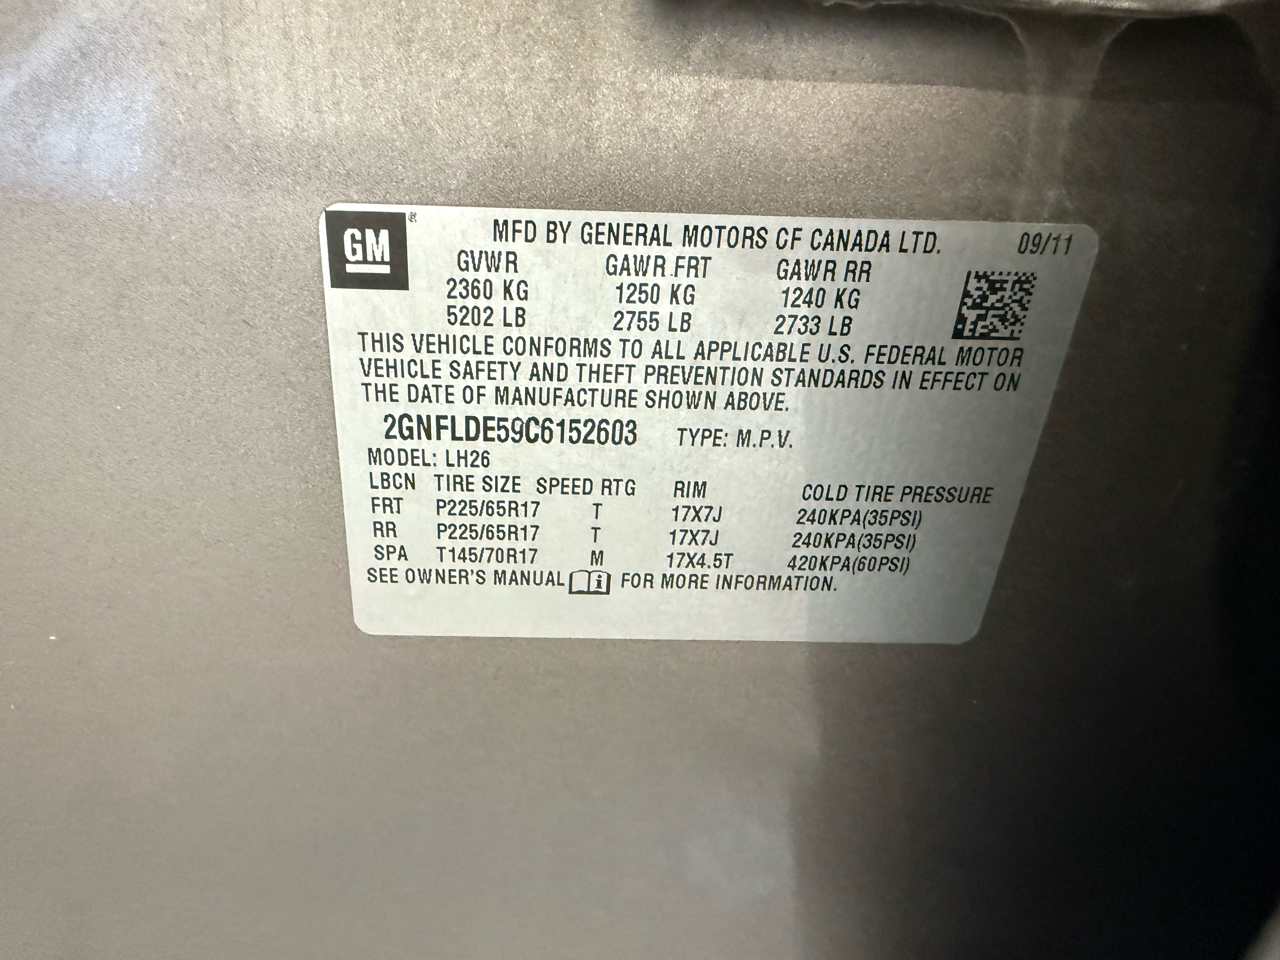 GM ®
MFD BY GENERAL MOTORS OF CANADA LTD. 09/11
GVWR GAWR FRT GAWR RR
2360 KG 1250 KG 1240 KG
5202 LB 2755 LB 2733 LB
THIS VEHICLE CONFORMS TO ALL APPLICABLE U.S. FEDERAL MOTOR
VEHICLE SAFETY AND THEFT PREVENTION STANDARDS IN EFFECT ON
THE DATE OF MANUFACTURE SHOWN ABOVE.
2GNFLDE59C6152603 TYPE: M.P.V.
MODEL: LH26
LBCN TIRE SIZE SPEED RTG RIM COLD TIRE PRESSURE
FRT P225/65R17 T 17X7J 240KPA(35PSI)
RR P225/65R17 T 17X7J 240KPA(35PSI)
SPA T145/70R17 M 17X4.5T 420KPA(60PSI)
SEE OWNER'S MANUAL i FOR MORE INFORMATION.